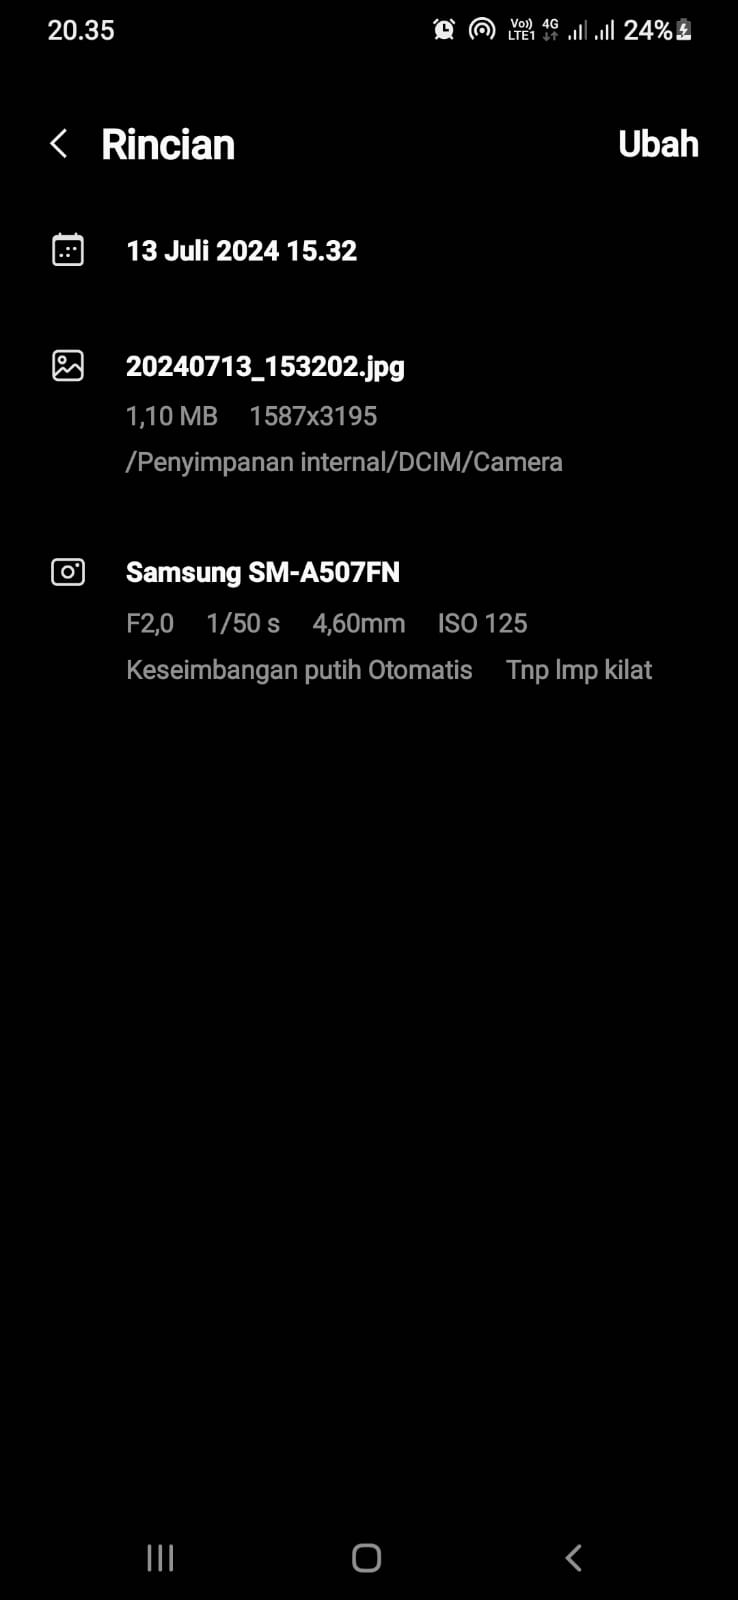 20.35
Vo)) LTE1 4G 24%
Rincian Ubah
13 Juli 2024 15.32
20240713_153202.jpg
1,10 MB 1587x3195
/Penyimpanan internal/DCIM/Camera
Samsung SM-A507FN
F2,0 1/50 s 4,60mm ISO 125
Keseimbangan putih Otomatis Tnp lmp kilat